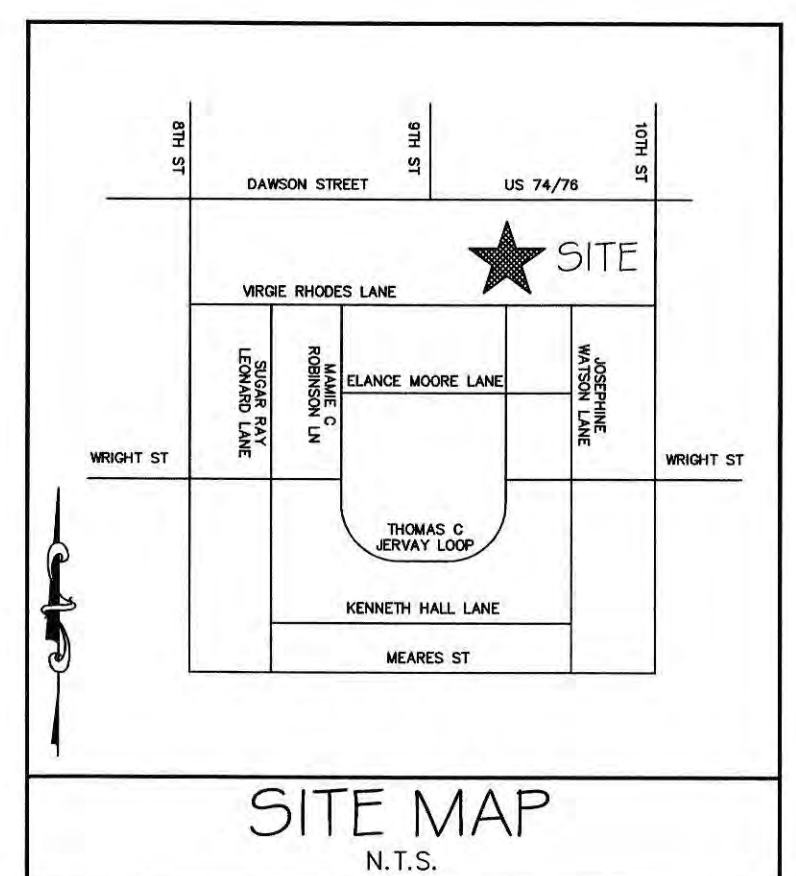 8TH ST
9TH ST
10TH ST
DAWSON STREET
US 74/76
SITE
VIRGIE RHODES LANE
SUGAR RAY
LEONARD LANE
MAMIE C
ROBINSON LN
ELANCE MOORE LANE
JOSEPHINE
WATSON LANE
WRIGHT ST
WRIGHT ST
THOMAS C
JERVAY LOOP
KENNETH HALL LANE
MEARES ST
SITE MAP
N.T.S.